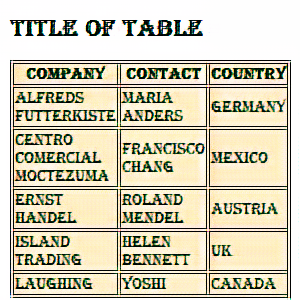 TITLE OF TABLE
COMPANY CONTACT COUNTRY
ALFREDS FUTTERKISTE MARIA ANDERS GERMANY
CENTRO COMERCIAL MOCTEZUMA FRANCISCO CHANG MEXICO
ERNST HANDEL ROLAND MENDEL AUSTRIA
ISLAND TRADING HELEN BENNETT UK
LAUGHING YOSHI CANADA